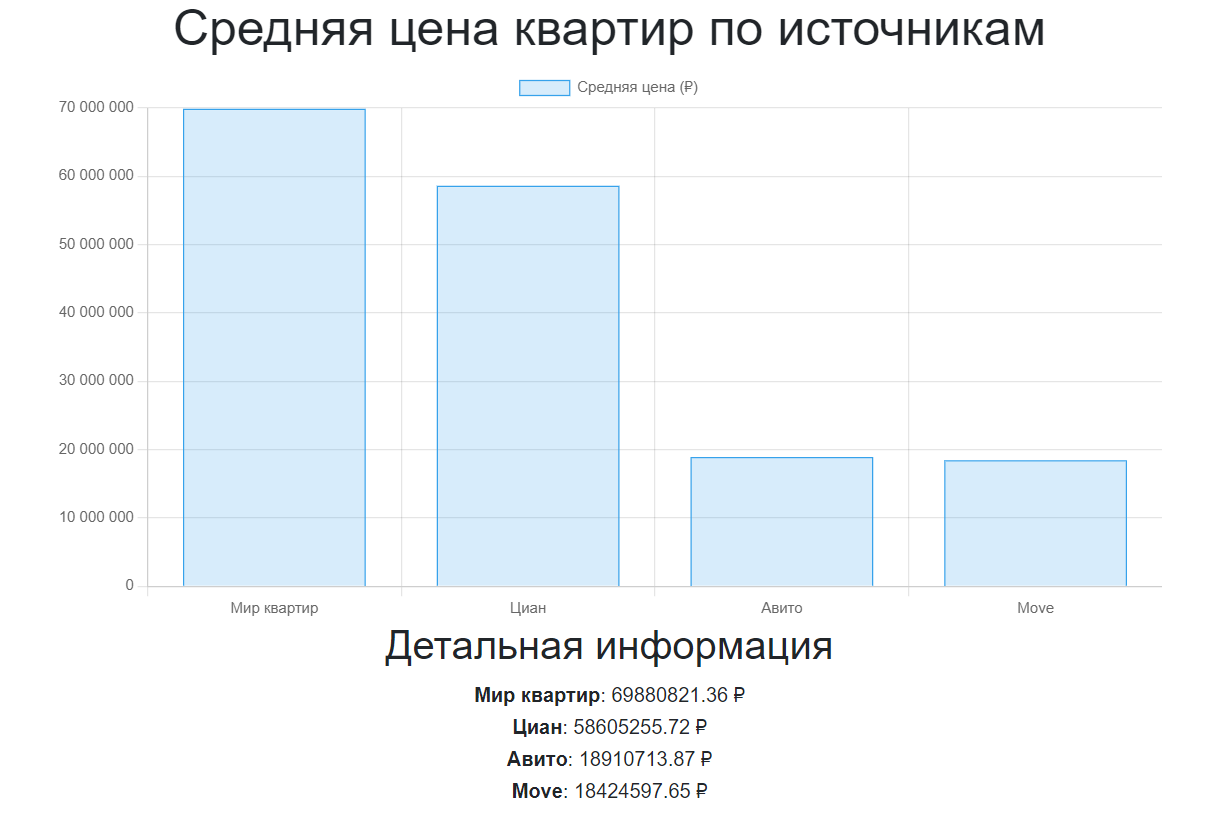 Средняя цена квартир по источникам
Средняя цена (₽)
70 000 000
60 000 000
50 000 000
40 000 000
30 000 000
20 000 000
10 000 000
0
Мир квартир Циан Авито Move
Детальная информация
Мир квартир: 69880821.36 ₽
Циан: 58605255.72 ₽
Авито: 18910713.87 ₽
Move: 18424597.65 ₽